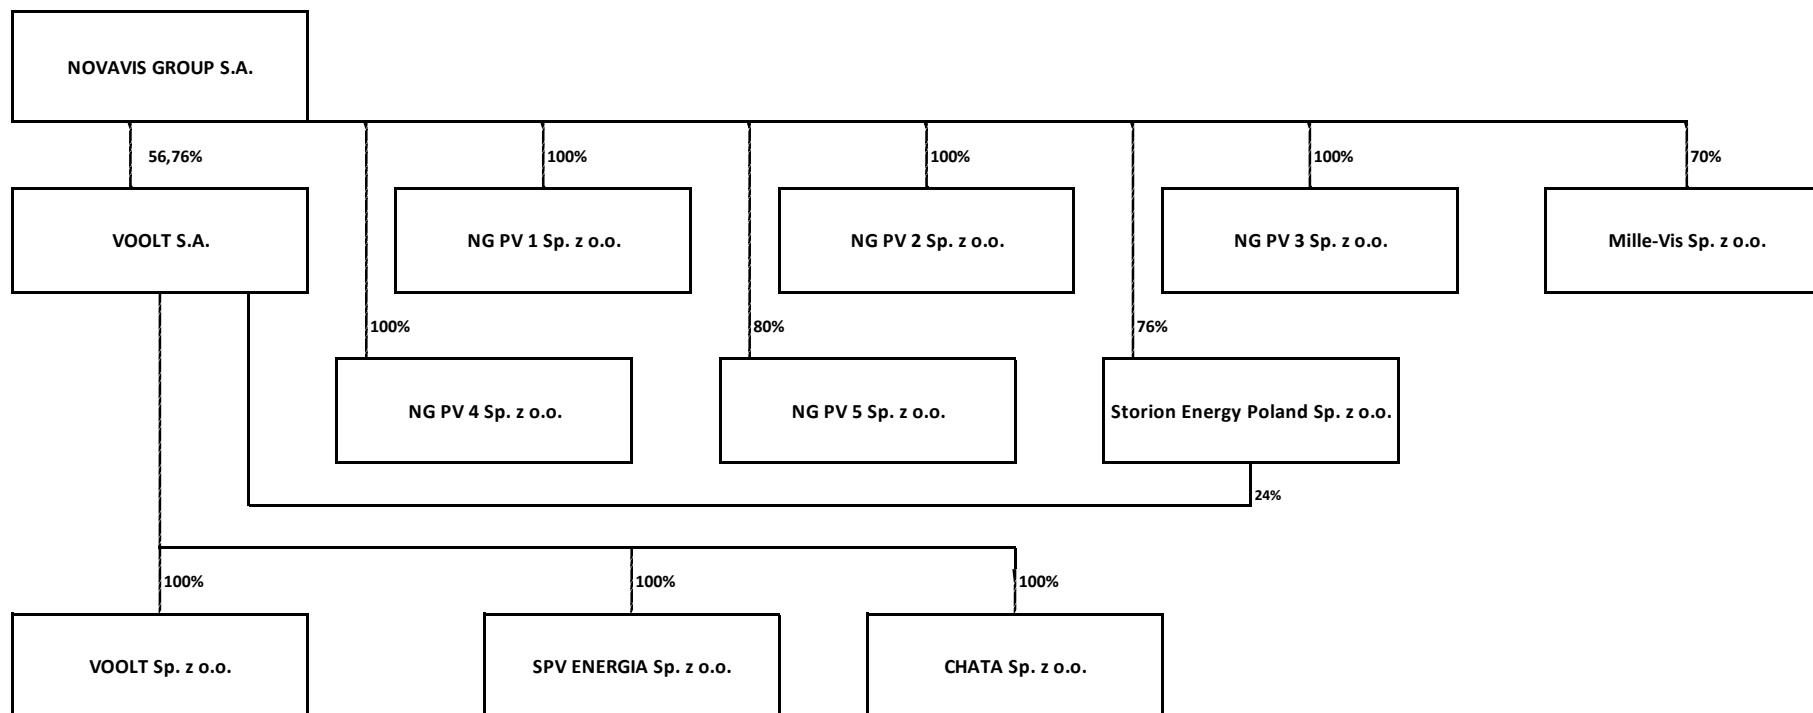 NOVAVIS GROUP S.A.
56,76%
100%
100%
100%
70%
VOOLT S.A.
NG PV 1 Sp. z o.o.
NG PV 2 Sp. z o.o.
NG PV 3 Sp. z o.o.
Mille-Vis Sp. z o.o.
100%
80%
76%
NG PV 4 Sp. z o.o.
NG PV 5 Sp. z o.o.
Storion Energy Poland Sp. z o.o.
24%
100%
100%
100%
VOOLT Sp. z o.o.
SPV ENERGIA Sp. z o.o.
CHATA Sp. z o.o.